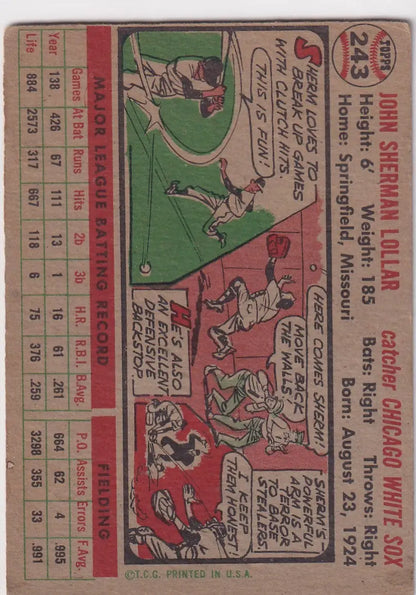 TOPPS
243
JOHN SHERMAN LOLLAR catcher CHICAGO WHITE SOX
Height: 6' Weight: 185 Bats: Right Throws: Right
Home: Springfield, Missouri Born: August 23, 1924
SHERM LOVES TO
BREAK UP GAMES
WITH CLUTCH HITS.
THIS IS FUN!
HERE COMES SHERM!
MOVE BACK
THE WALLS!
HE'S ALSO
AN EXCELLENT
DEFENSIVE
BACKSTOP.
SHERM'S
POWERFUL
ARM IS A
TERROR
TO BASE
STEALERS.
I KEEP
THEM HONEST!
MAJOR LEAGUE BATTING RECORD FIELDING
Games At Bat Runs Hits 2b 3b H.R. R.B.I. B.Avg. P.O. Assists Errors F.Avg.
Year 138 426 67 111 13 1 16 61 .261 664 62 4 .995
Life 884 2573 317 667 118 6 75 376 .259 3298 355 33 .991
©T.C.G. PRINTED IN U.S.A.